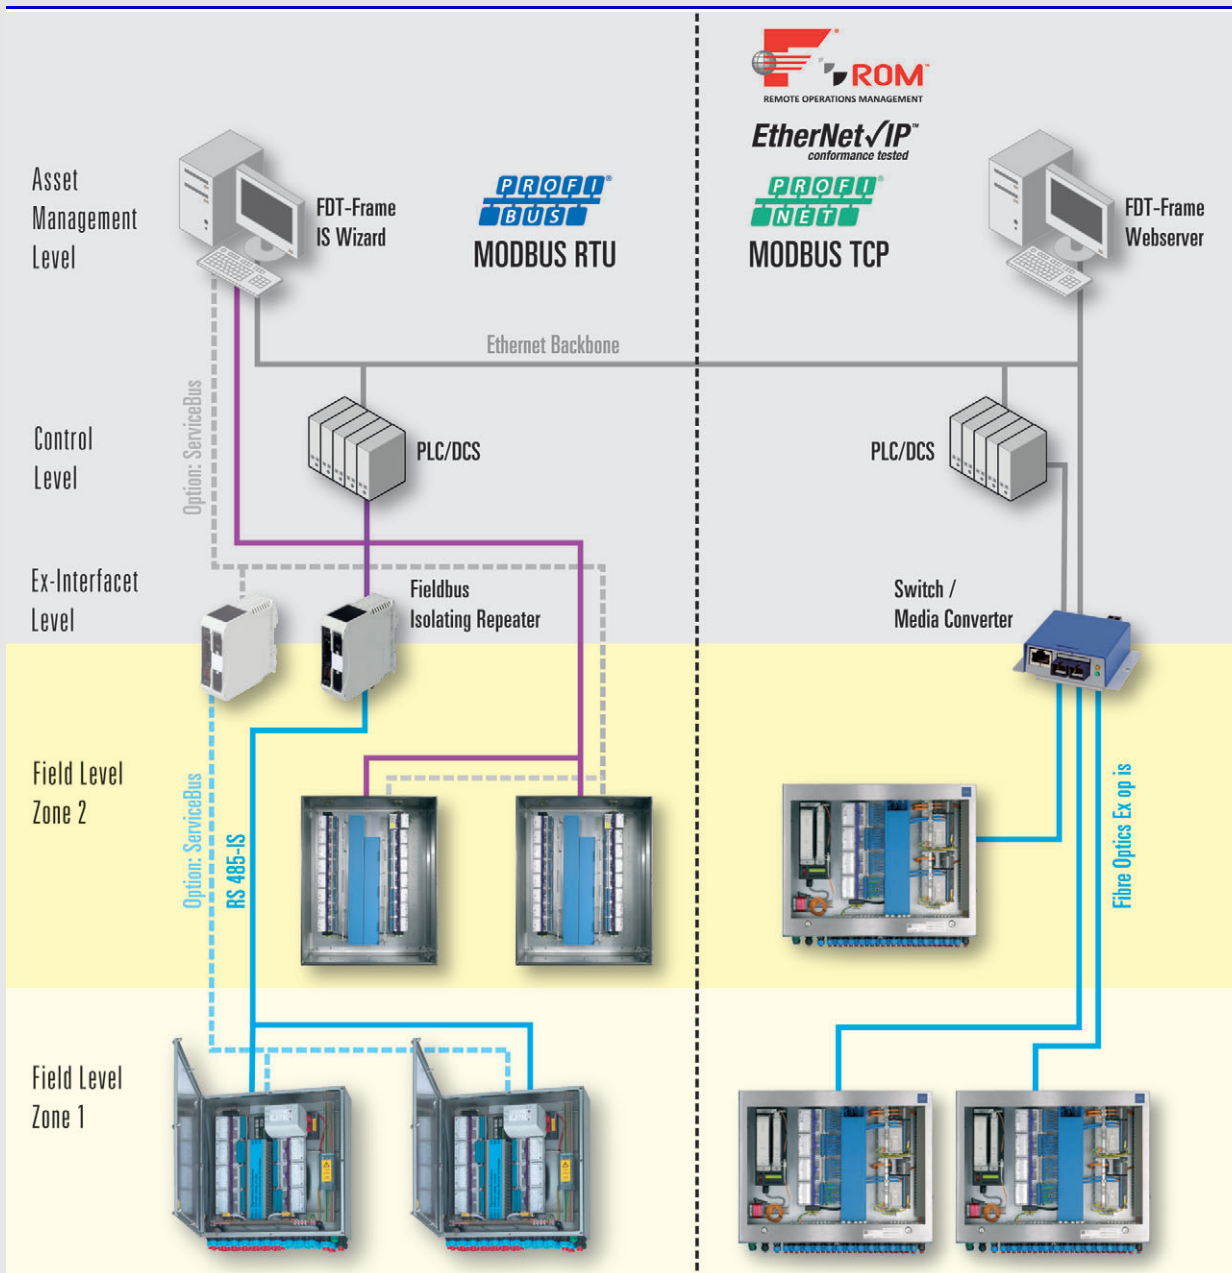 F ROM™
REMOTE OPERATIONS MANAGEMENT
EtherNet/IP™
conformance tested
Asset
Management
Level
FDT-Frame
IS Wizard
PROFI®
BUS
MODBUS RTU
PROFI®
NET
MODBUS TCP
FDT-Frame
Webserver
Ethernet Backbone
Option: ServiceBus
Control
Level
PLC/DCS
PLC/DCS
Ex-Interfacet
Level
Fieldbus
Isolating Repeater
Switch /
Media Converter
Field Level
Zone 2
Option: ServiceBus
RS 485-IS
Fibre Optics Ex op is
Field Level
Zone 1